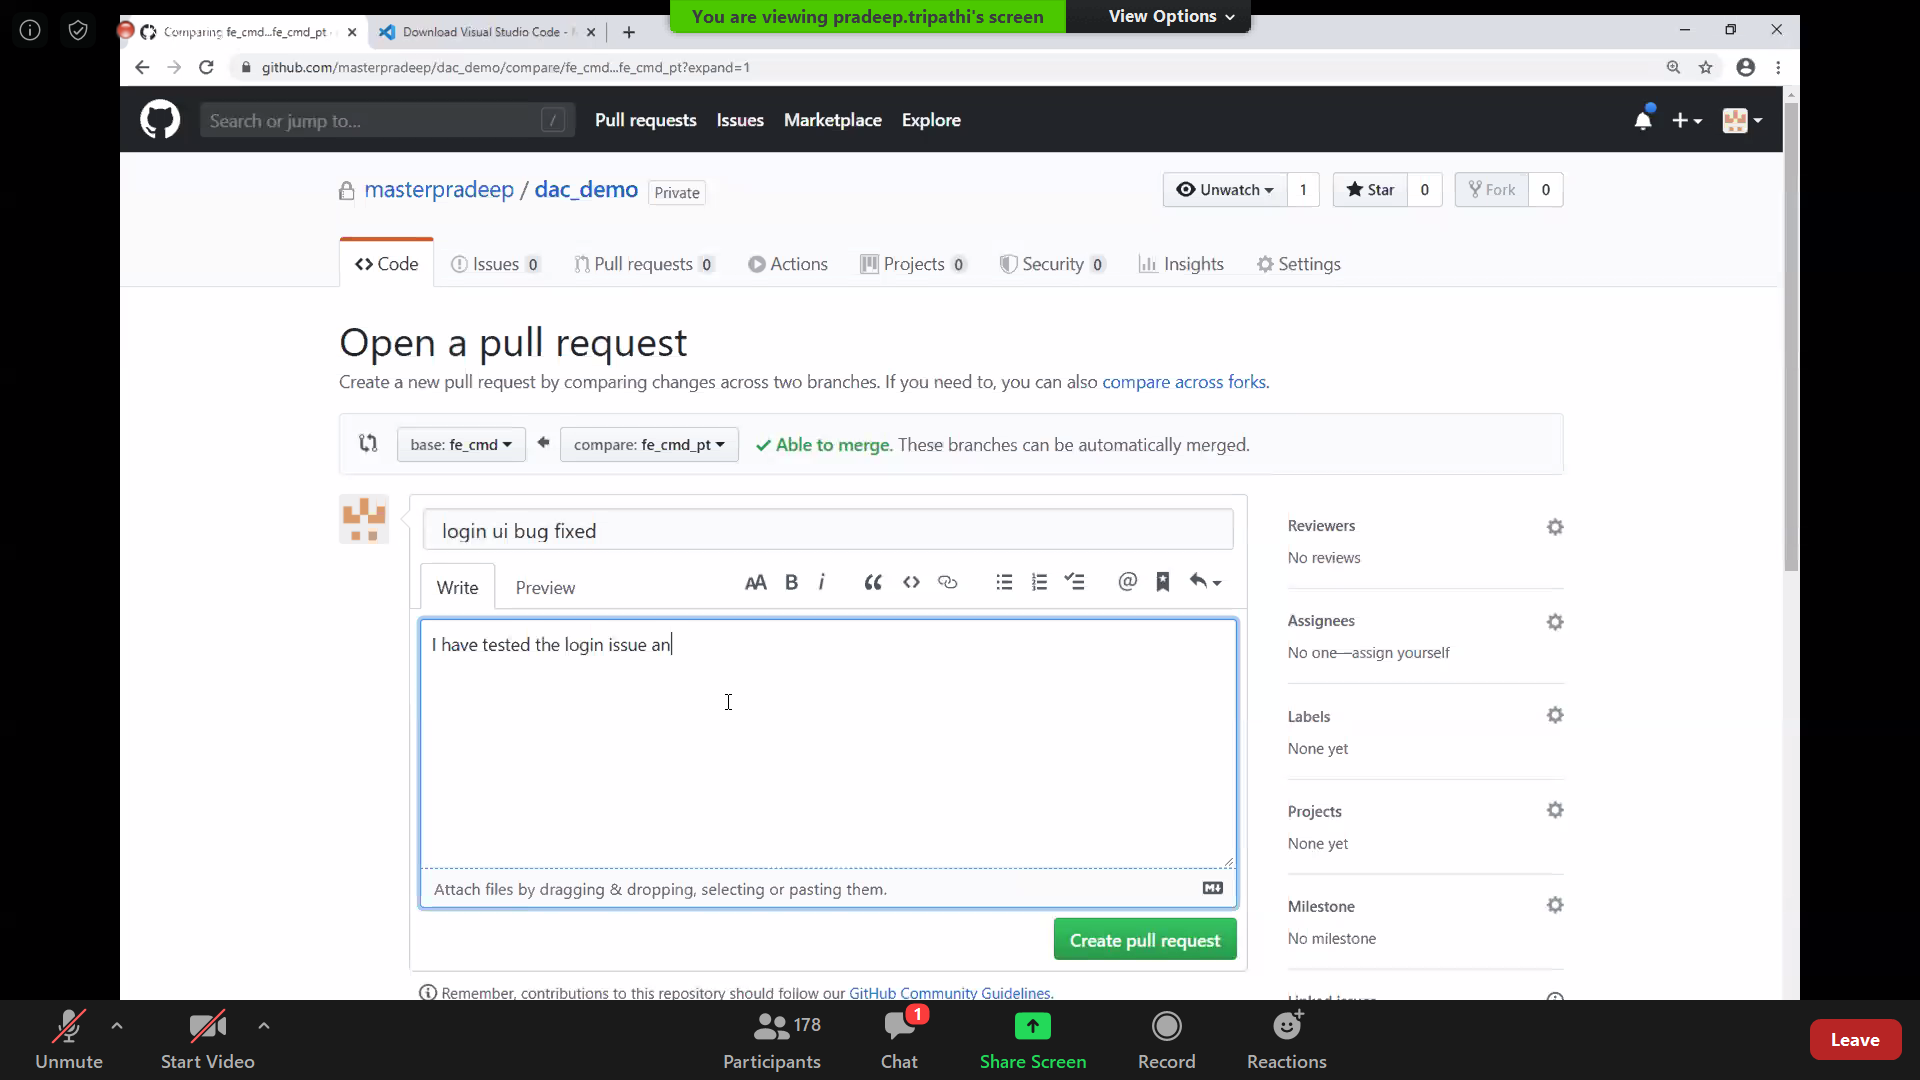 You are viewing pradeep.tripathi's screen
View Options
Comparing fe_cmd...fe_cmd_pt
Download Visual Studio Code -
github.com/masterpradeep/dac_demo/compare/fe_cmd...fe_cmd_pt?expand=1
Search or jump to... /
Pull requests
Issues
Marketplace
Explore
masterpradeep / dac_demo Private
Unwatch 1
Star 0
Fork 0
Code
Issues 0
Pull requests 0
Actions
Projects 0
Security 0
Insights
Settings
Open a pull request
Create a new pull request by comparing changes across two branches. If you need to, you can also compare across forks.
base: fe_cmd
compare: fe_cmd_pt
Able to merge. These branches can be automatically merged.
login ui bug fixed
Write
Preview
AA B i
I have tested the login issue an
Attach files by dragging & dropping, selecting or pasting them.
Create pull request
Remember, contributions to this repository should follow our GitHub Community Guidelines.
Reviewers
No reviews
Assignees
No one—assign yourself
Labels
None yet
Projects
None yet
Milestone
No milestone
Unmute
Start Video
178
Participants
1
Chat
Share Screen
Record
Reactions
Leave